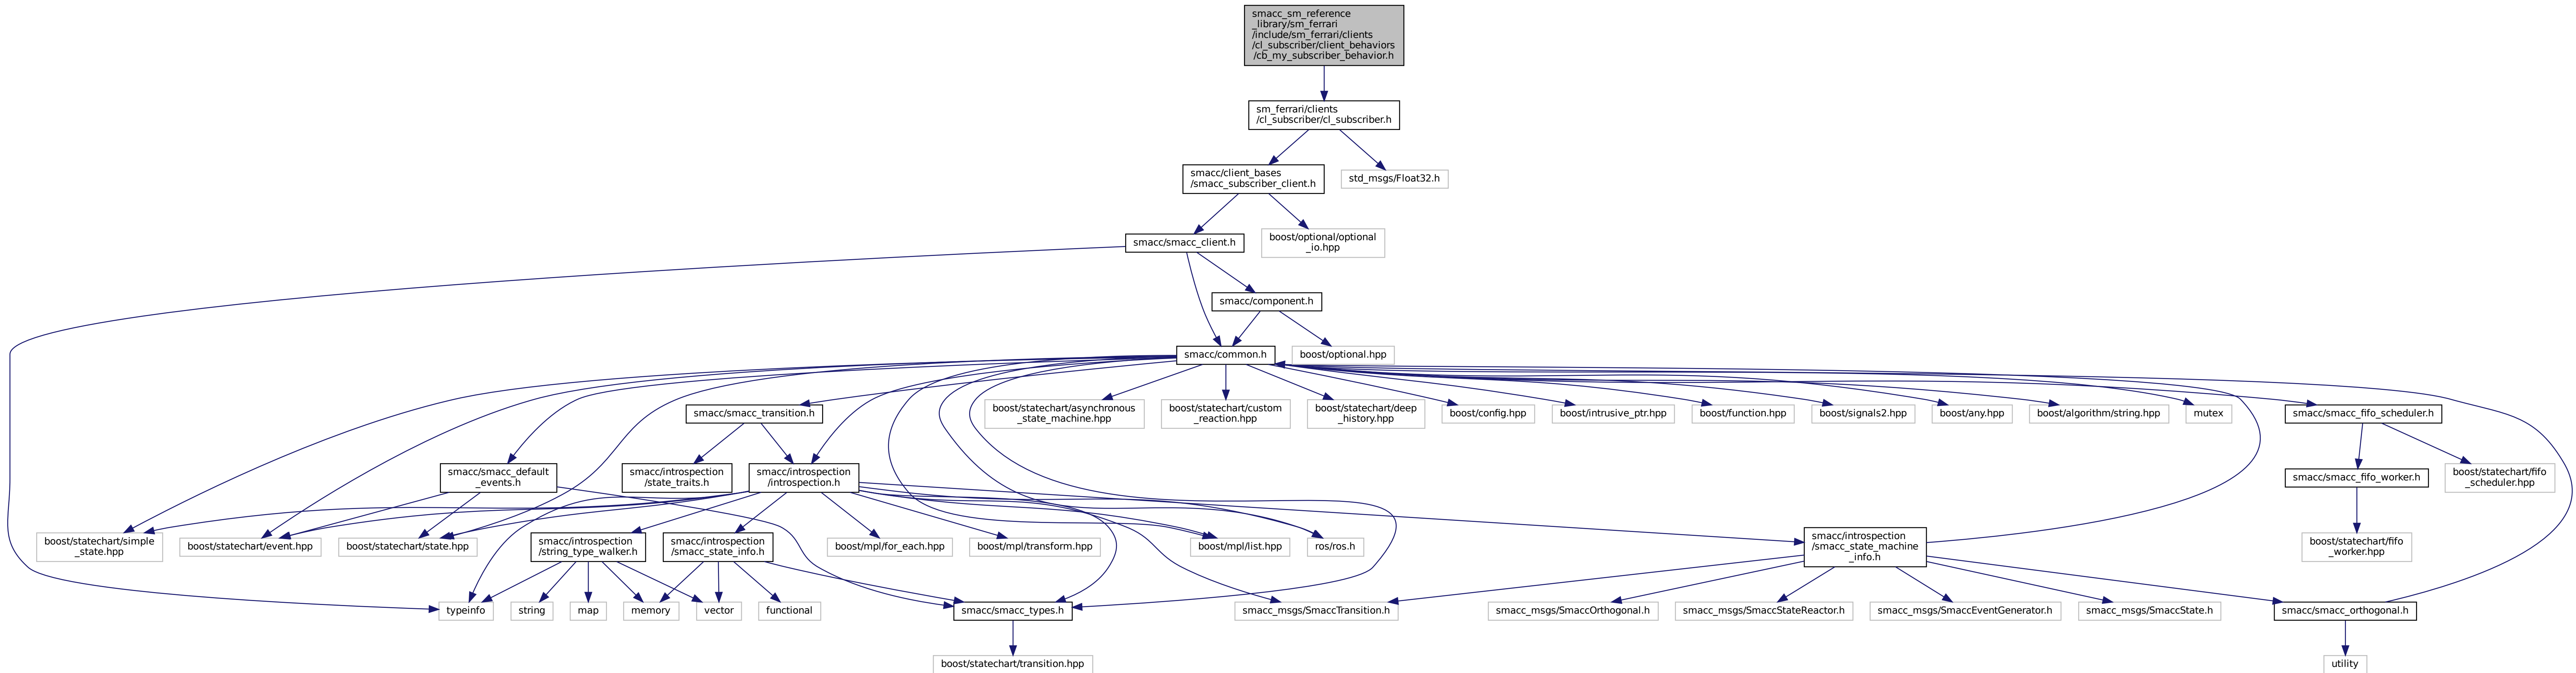 smacc_sm_reference
_library/sm_ferrari
/include/sm_ferrari/clients
/cl_subscriber/client_behaviors
/cb_my_subscriber_behavior.h
sm_ferrari/clients
/cl_subscriber/cl_subscriber.h
smacc/client_bases
/smacc_subscriber_client.h
std_msgs/Float32.h
smacc/smacc_client.h
boost/optional/optional
_io.hpp
smacc/component.h
smacc/common.h
boost/optional.hpp
smacc/smacc_transition.h
boost/statechart/asynchronous
_state_machine.hpp
boost/statechart/custom
_reaction.hpp
boost/statechart/deep
_history.hpp
boost/config.hpp
boost/intrusive_ptr.hpp
boost/function.hpp
boost/signals2.hpp
boost/any.hpp
boost/algorithm/string.hpp
mutex
smacc/smacc_fifo_scheduler.h
smacc/smacc_default
_events.h
smacc/introspection
/state_traits.h
smacc/introspection
/introspection.h
smacc/smacc_fifo_worker.h
boost/statechart/fifo
_scheduler.hpp
boost/statechart/simple
_state.hpp
boost/statechart/event.hpp
boost/statechart/state.hpp
smacc/introspection
/string_type_walker.h
smacc/introspection
/smacc_state_info.h
boost/mpl/for_each.hpp
boost/mpl/transform.hpp
boost/mpl/list.hpp
ros/ros.h
smacc/introspection
/smacc_state_machine
_info.h
boost/statechart/fifo
_worker.hpp
typeinfo
string
map
memory
vector
functional
smacc/smacc_types.h
smacc_msgs/SmaccTransition.h
smacc_msgs/SmaccOrthogonal.h
smacc_msgs/SmaccStateReactor.h
smacc_msgs/SmaccEventGenerator.h
smacc_msgs/SmaccState.h
smacc/smacc_orthogonal.h
boost/statechart/transition.hpp
utility